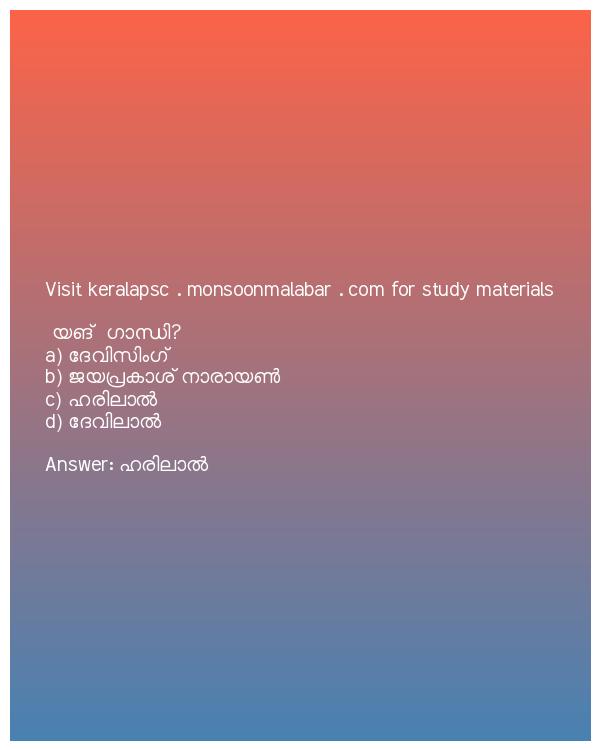 Visit keralapsc . monsoonmalabar . com for study materials
യങ് ഗാന്ധി?
a) ദേവിസിംഗ്
b) ജയപ്രകാശ് നാരായൺ
c) ഹരിലാൽ
d) ദേവിലാൽ
Answer: ഹരിലാൽ